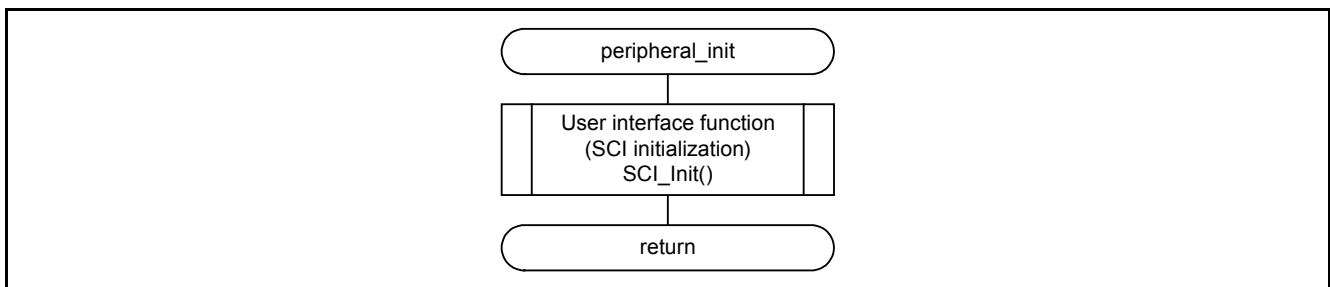 peripheral_init
User interface function
(SCI initialization)
SCI_Init()
return